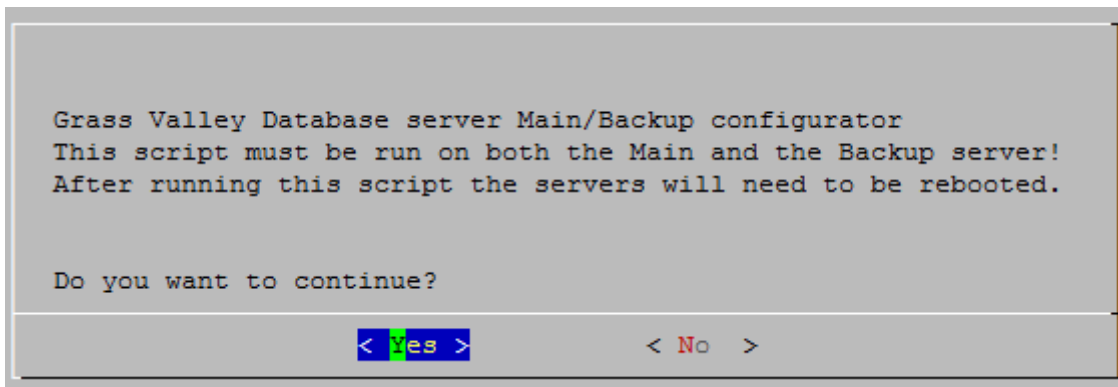 Grass Valley Database server Main/Backup configurator
This script must be run on both the Main and the Backup server!
After running this script the servers will need to be rebooted.
Do you want to continue?
< Yes > < No >